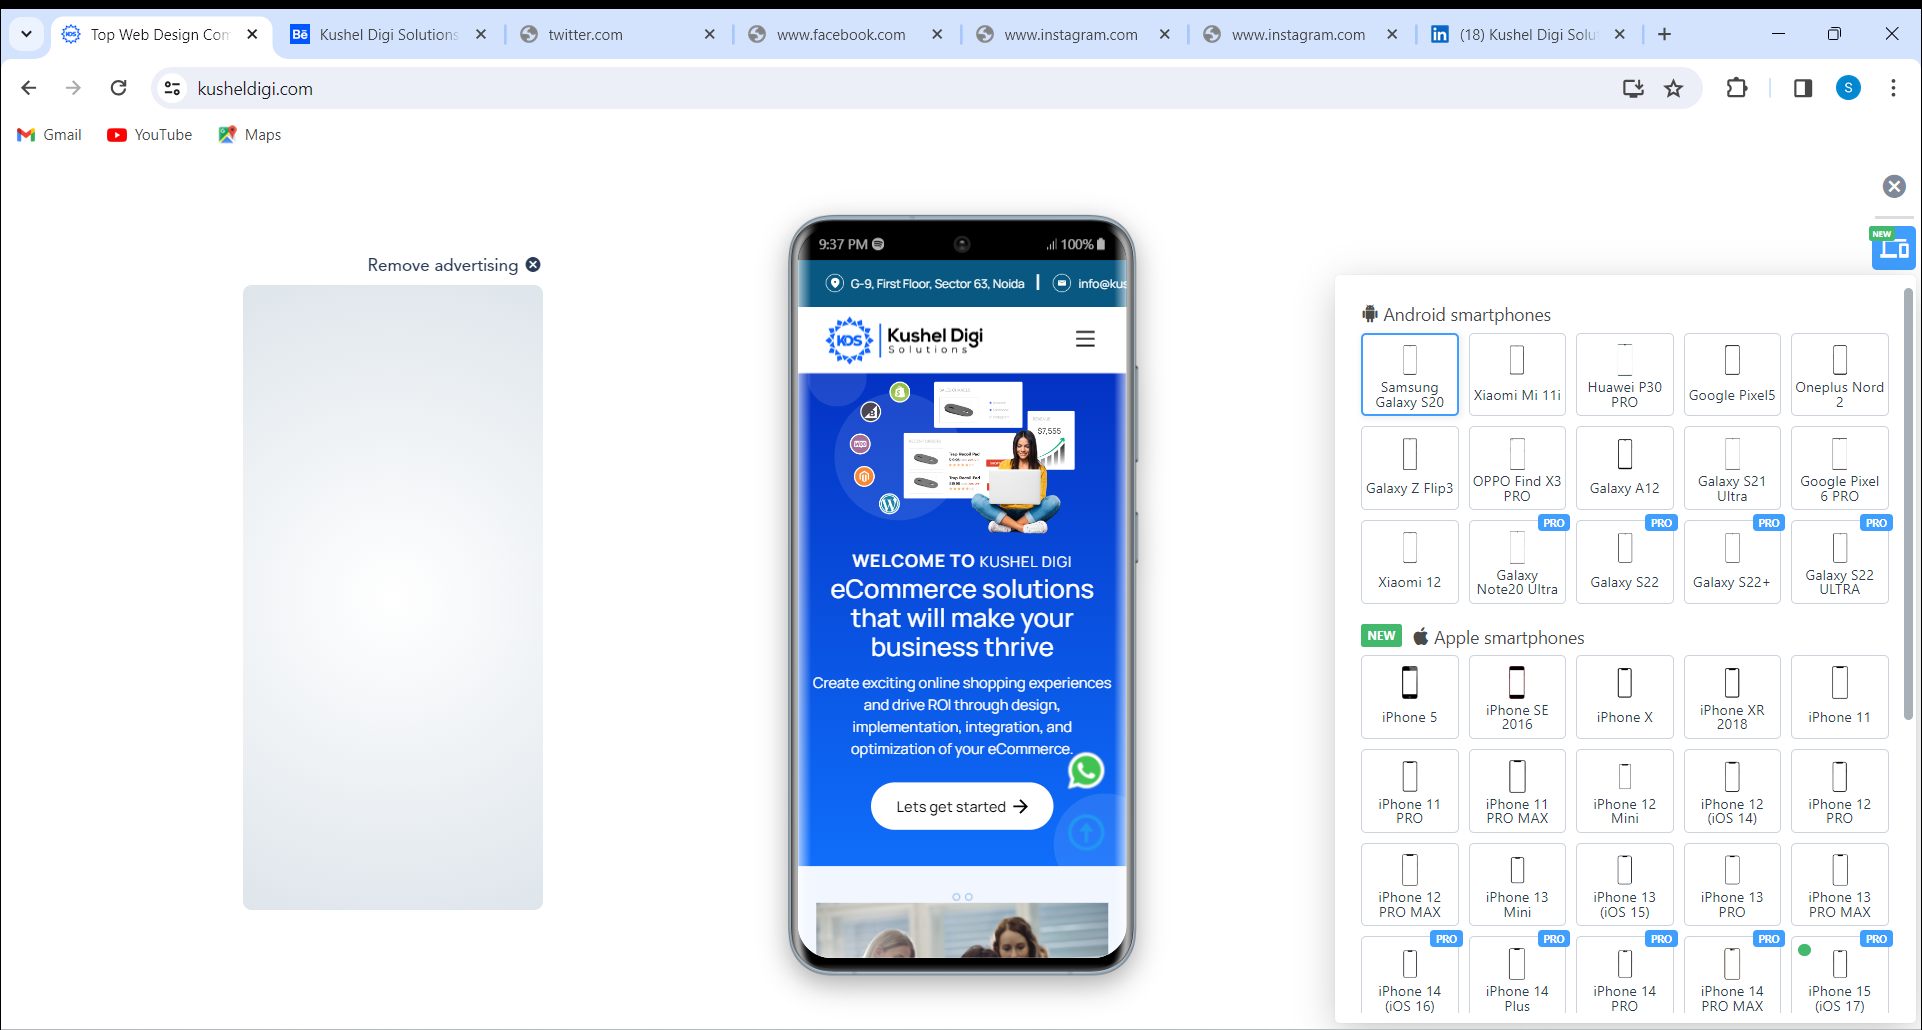 Top Web Design Com
Kushel Digi Solutions
twitter.com
www.facebook.com
www.instagram.com
www.instagram.com
(18) Kushel Digi Solu
kusheldigi.com
S
Gmail
YouTube
Maps
NEW
Remove advertising
9:37 PM
100%
G-9, First Floor, Sector 63, Noida
info@kus
KDS
Kushel Digi
Solutions
$7,555
Trap Recoil Pad
Trap Recoil Pad
WELCOME TO KUSHEL DIGI
eCommerce solutions
that will make your
business thrive
Create exciting online shopping experiences
and drive ROI through design,
implementation, integration, and
optimization of your eCommerce.
Lets get started
Android smartphones
Samsung
Galaxy S20
Xiaomi Mi 11i
Huawei P30
PRO
Google Pixel5
Oneplus Nord
2
Galaxy Z Flip3
OPPO Find X3
PRO
Galaxy A12
Galaxy S21
Ultra
Google Pixel
6 PRO
Xiaomi 12
PRO
Galaxy
Note20 Ultra
PRO
Galaxy S22
PRO
Galaxy S22+
PRO
Galaxy S22
ULTRA
NEW
Apple smartphones
iPhone 5
iPhone SE
2016
iPhone X
iPhone XR
2018
iPhone 11
iPhone 11
PRO
iPhone 11
PRO MAX
iPhone 12
Mini
iPhone 12
(iOS 14)
iPhone 12
PRO
iPhone 12
PRO MAX
iPhone 13
Mini
iPhone 13
(iOS 15)
iPhone 13
PRO
iPhone 13
PRO MAX
PRO
iPhone 14
(iOS 16)
PRO
iPhone 14
Plus
PRO
iPhone 14
PRO
PRO
iPhone 14
PRO MAX
PRO
iPhone 15
(iOS 17)